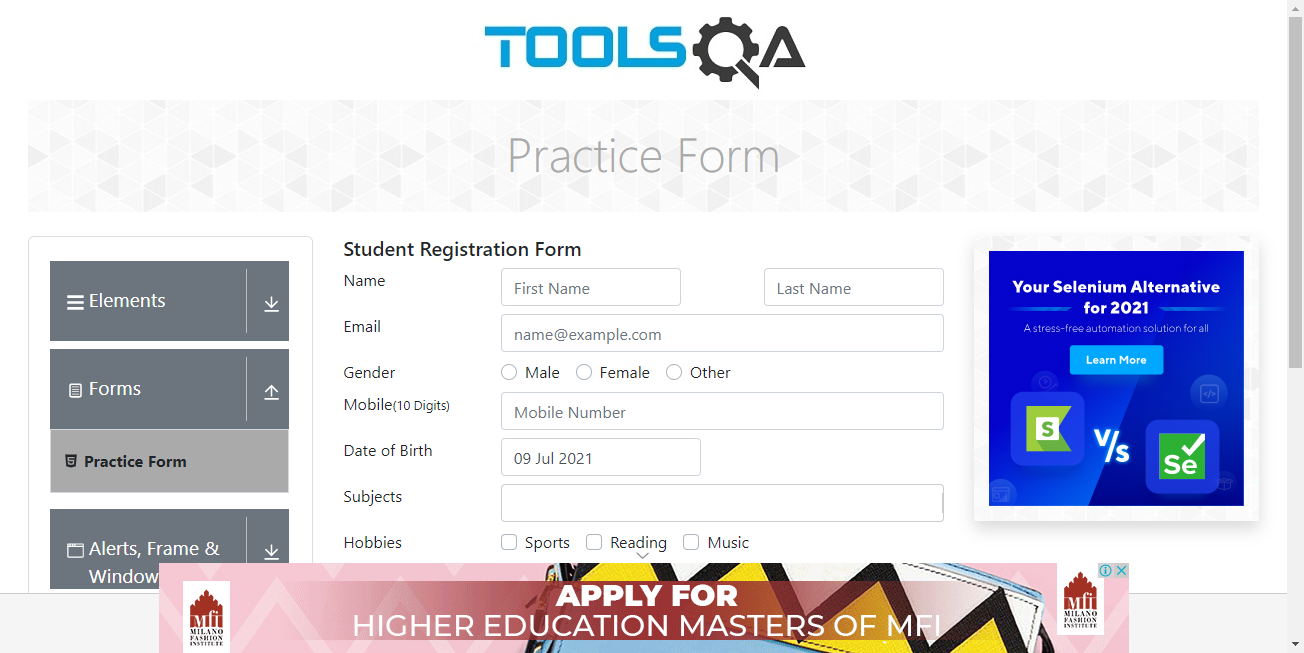 TOOLSQA
Practice Form
Elements
Forms
Practice Form
Alerts, Frame &
Window
Student Registration Form
Name
First Name
Last Name
Email
name@example.com
Gender
Male
Female
Other
Mobile(10 Digits)
Mobile Number
Date of Birth
09 Jul 2021
Subjects
Hobbies
Sports
Reading
Music
Your Selenium Alternative
for 2021
A stress-free automation solution for all
Learn More
S
V/s
Se
mfi
MILANO
FASHION
INSTITUTE
APPLY FOR
HIGHER EDUCATION MASTERS OF MFI
mfi
MILANO
FASHION
INSTITUTE